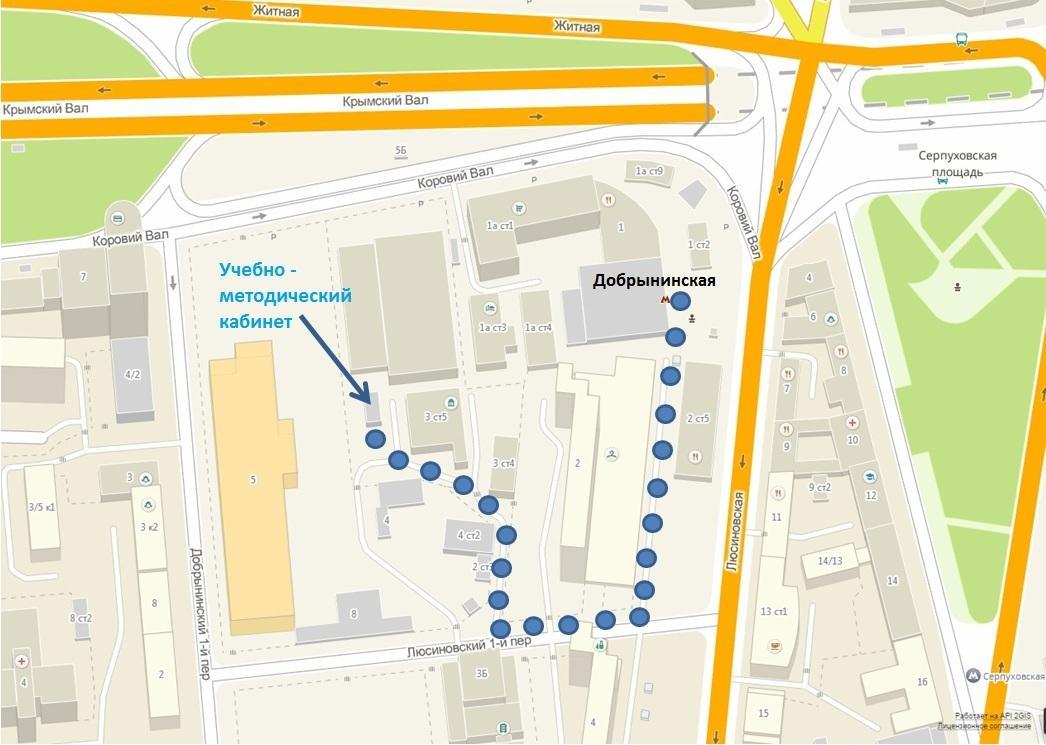 Житная
Житная
Крымский Вал
Крымский Вал
5Б
Серпуховская
площадь
Коровий Вал
P
1а ст9
Коровий Вал
P
1а ст1
1
P
1 ст2
Коровий Вал
P
7
Учебно -
методический
кабинет
Добрынинская
4
6
1а ст3
1а ст4
8
7
4/2
3 ст5
2 ст5
10
9
3 ст4
2
5
3
9 ст2
12
3/5 к1
3 к2
4
4 ст2
11
Люсиновская
14/13
2 ст3
14
Добрынинский 1-й пер
8
8 ст2
8
13 ст1
Люсиновский 1-й пер
4
2
3Б
16
Серпуховская
15
4
Работает на API 2GIS
Лицензионное соглашение